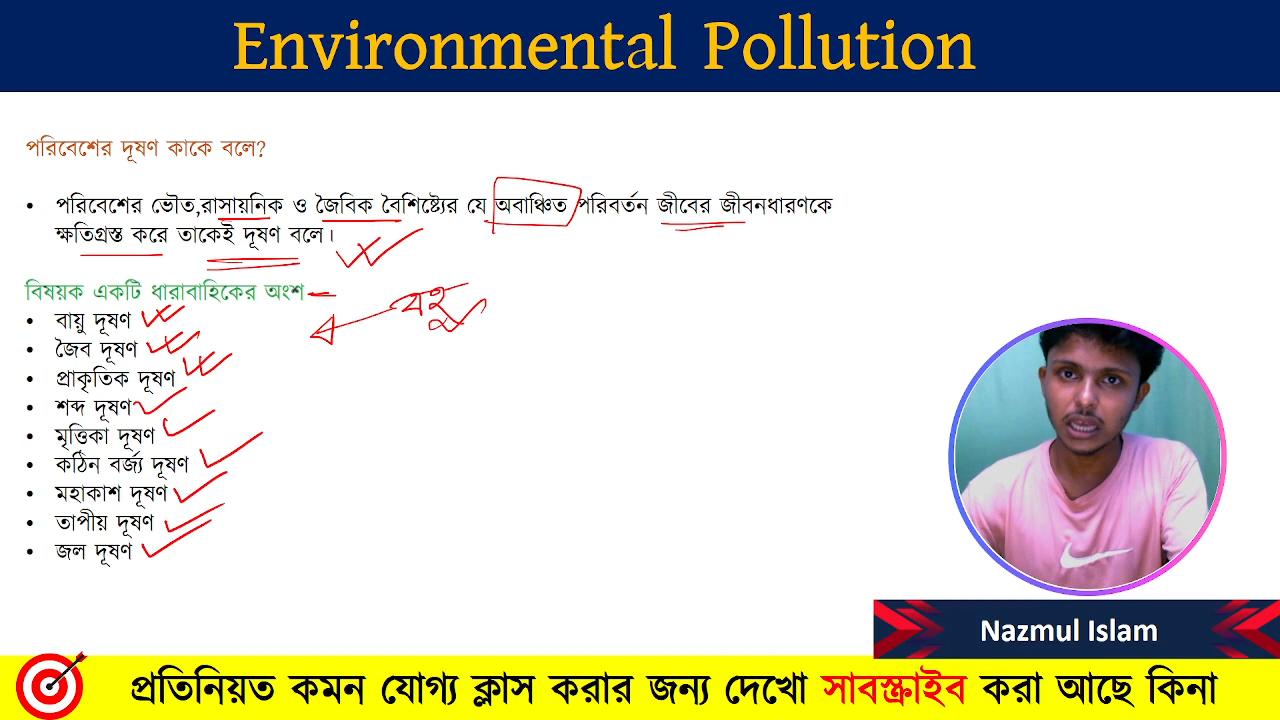 Environmental Pollution
পরিবেশের দূষণ কাকে বলে?
• পরিবেশের ভৌত,রাসায়নিক ও জৈবিক বৈশিষ্ট্যের যে অবাঞ্চিত পরিবর্তন জীবের জীবনধারণকে
ক্ষতিগ্রস্ত করে তাকেই দূষণ বলে।
বিষয়ক একটি ধারাবাহিকের অংশ
• বায়ু দূষণ
• জৈব দূষণ
• প্রাকৃতিক দূষণ
• শব্দ দূষণ
• মৃত্তিকা দূষণ
• কঠিন বর্জ্য দূষণ
• মহাকাশ দূষণ
• তাপীয় দূষণ
• জল দূষণ
Nazmul Islam
প্রতিনিয়ত কমন যোগ্য ক্লাস করার জন্য দেখো সাবস্ক্রাইব করা আছে কিনা